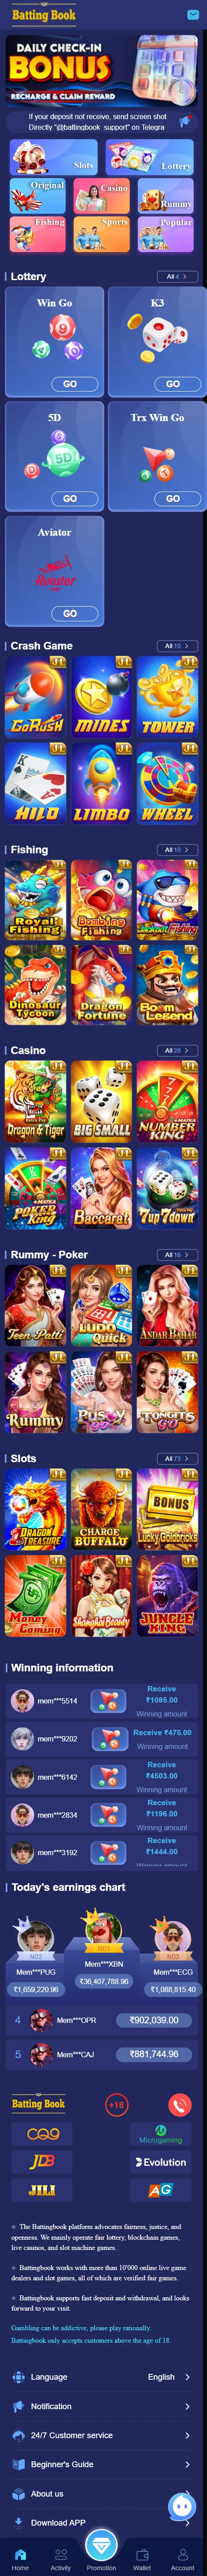 Batting Book
DAILY CHECK-IN
BONUS
RECHARGE & CLAIM REWARD
If your deposit not receive, send screen shot
Directly "@battingbook_support" on Telegra
Slots
Lottery
Original
Casino
Rummy
Fishing
Sports
Popular
Lottery
All 4
Win Go
GO
K3
GO
5D
GO
Trx Win Go
GO
Aviator
Aviator
GO
Crash Game
All 10
GoRush
MINES
TOWER
HILO
LIMBO
WHEEL
Fishing
All 10
Royal Fishing
Bombing Fishing
Jackpot Fishing
Dinosaur Tycoon
Dragon Fortune
Boom Legend
Casino
All 28
Dragon & Tiger
BIG SMALL
NUMBER KING
POKER King
Baccarat
7up7down
Rummy - Poker
All 16
Teen Patti
LUDO Quick
ANDAR BAHAR
Rummy
PUSOY GO
TONGITS GO
Slots
All 73
DRAGON TREASURE
CHARGE BUFFALO
BONUS
Lucky Goldbricks
Money Coming
Shanghai Beauty
JUNGLE KING
Winning information
mem***5514
Receive
₹1085.00
Winning amount
mem***9202
Receive ₹475.00
Winning amount
mem***6142
Receive
₹4503.00
Winning amount
mem***2834
Receive
₹1196.00
Winning amount
mem***3192
Receive
₹1444.00
Winning amount
Today's earnings chart
NO2
NO1
NO3
Mem***PUG
Mem***XBN
Mem***ECG
₹1,659,220.96
₹36,407,788.96
₹1,088,815.40
4
Mem***OPR
₹902,039.00
5
Mem***CAJ
₹881,744.96
Batting Book
+18
CQ9
Microgaming
JDB
Evolution
JILI
AG
The Batting Book platform advocates fairness, justice, and
openness. We mainly operate fair lottery, blockchain games,
live casinos, and slot machine games.
Battingbook works with more than 10'000 online live game
dealers and slot games, all of which are verified fair games.
Battingbook supports fast deposit and withdrawal, and looks
forward to your visit.
Gambling can be addictive, please play rationally.
Battingbook only accepts customers above the age of 18.
Language
English
Notification
24/7 Customer service
Beginner's Guide
About us
Download APP
Home
Activity
Promotion
Wallet
Account